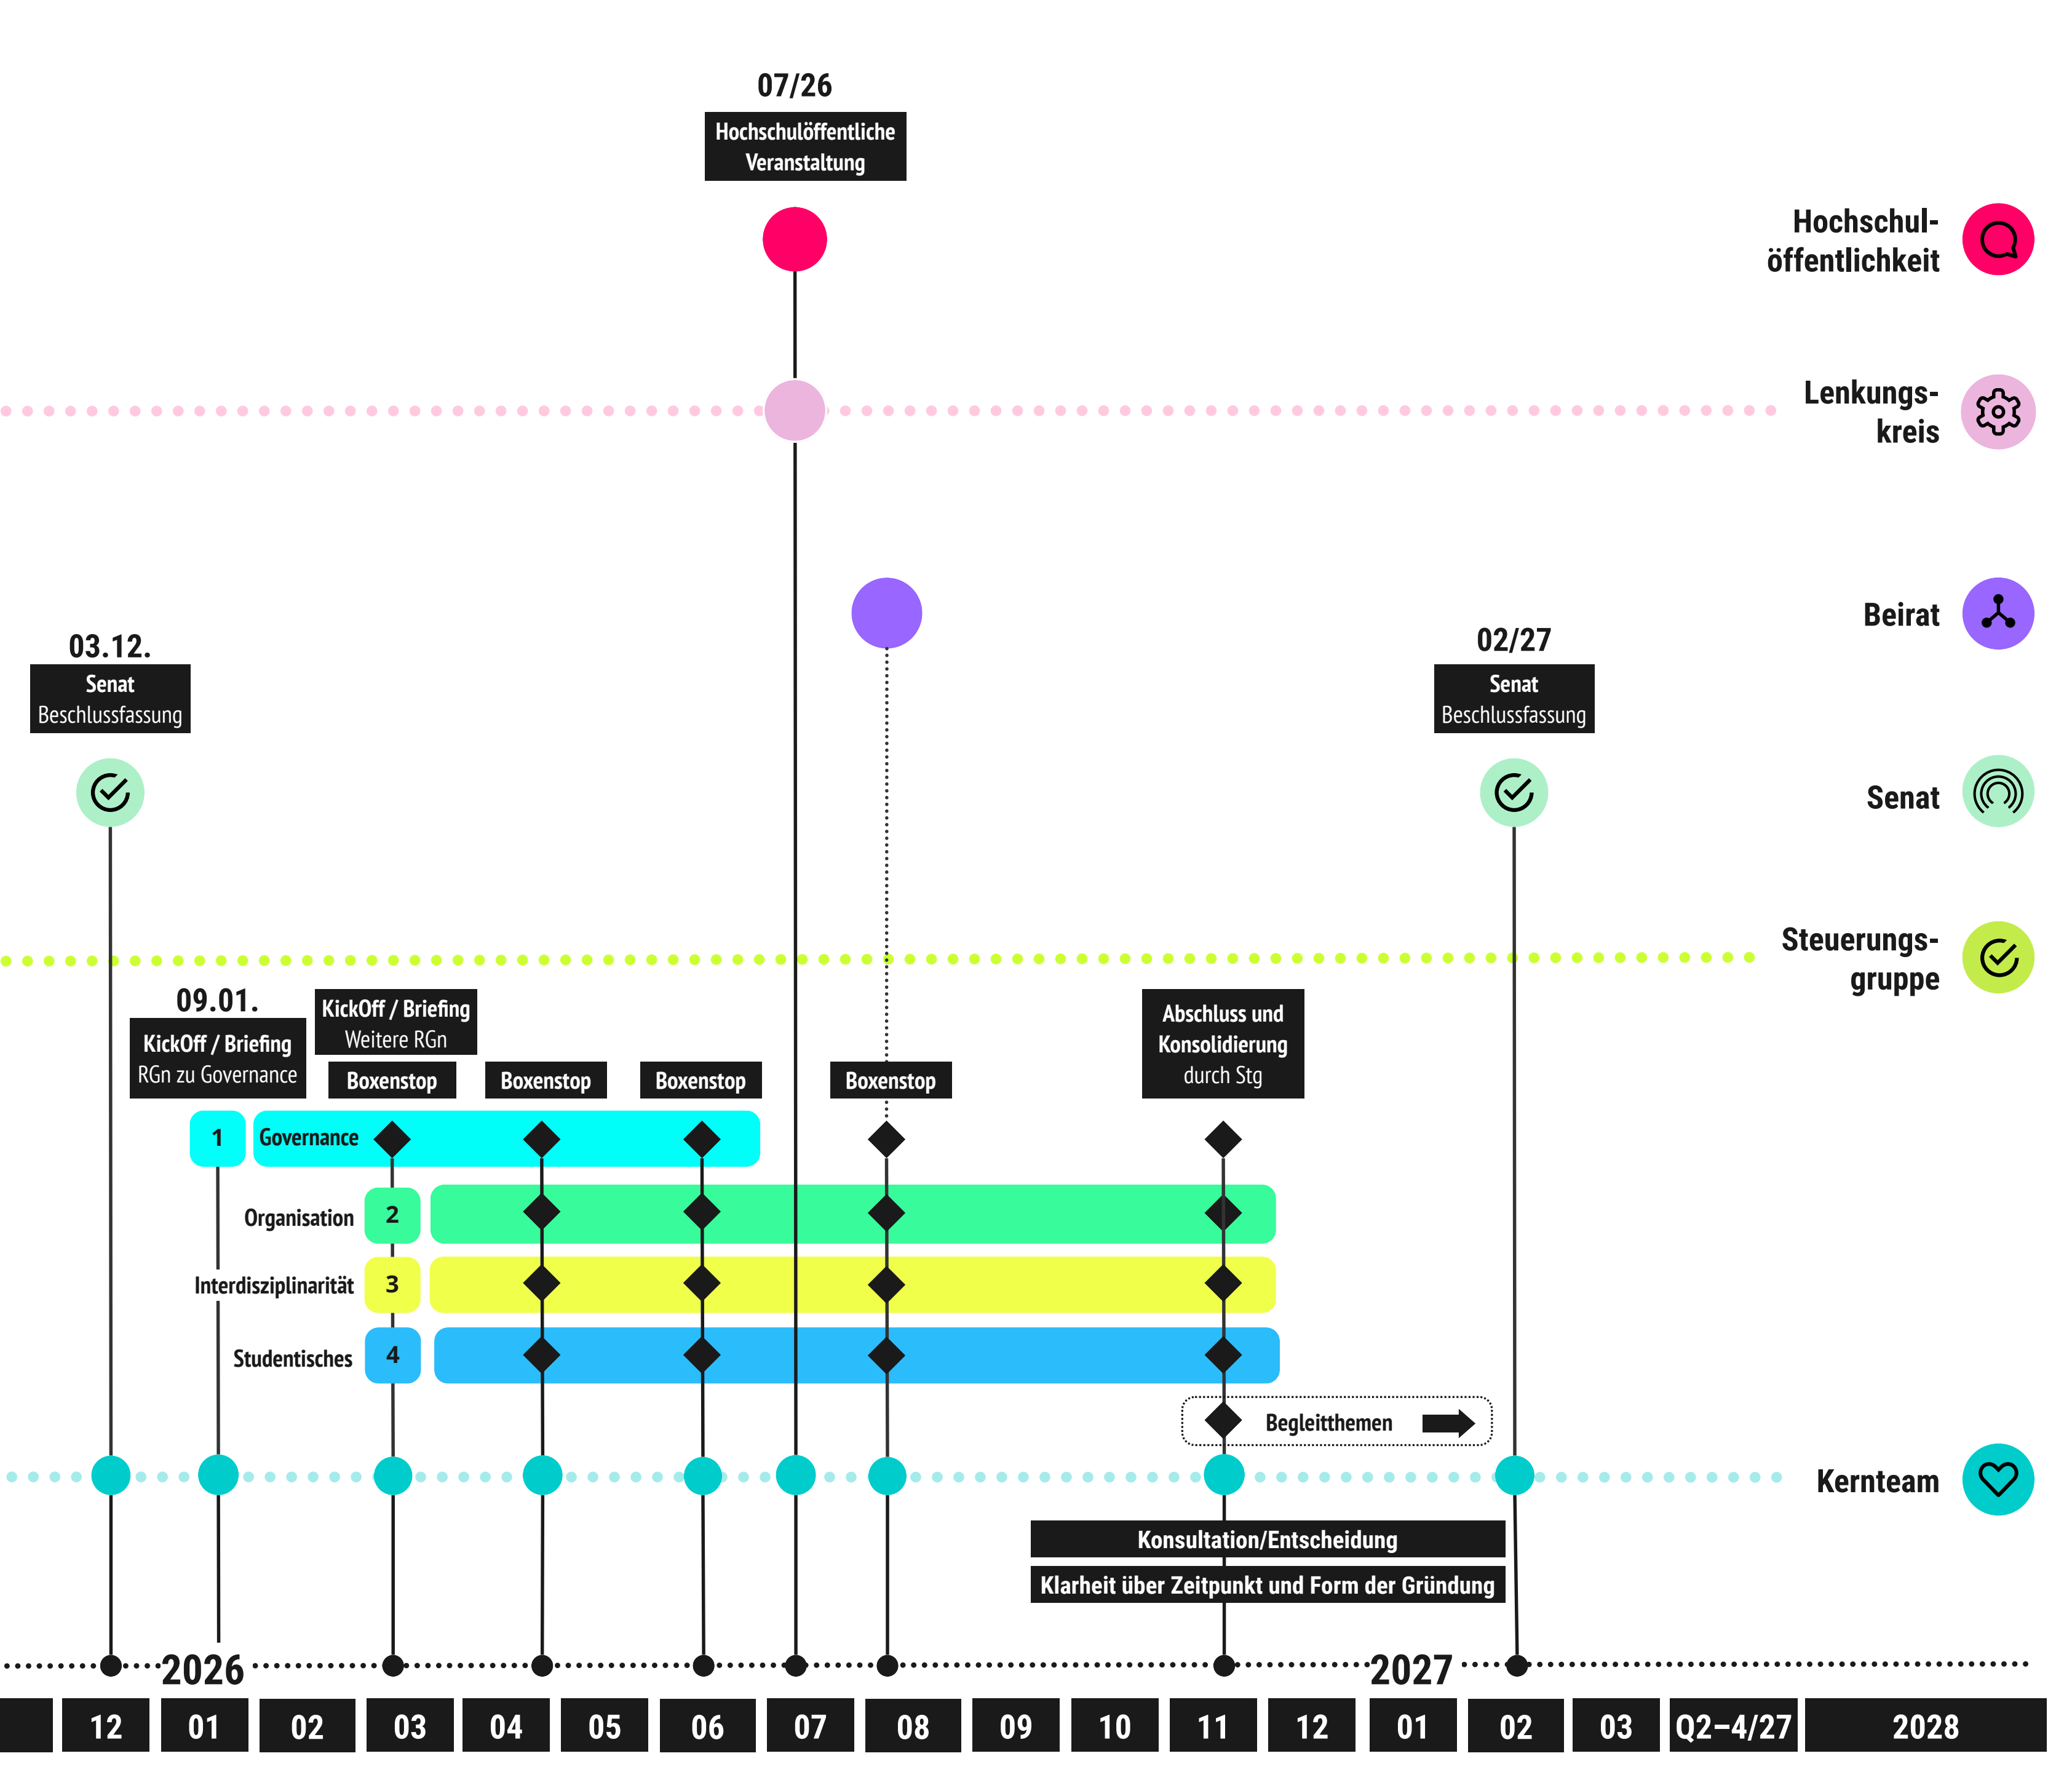 07/26
Hochschulöffentliche
Veranstaltung
Hochschul-
öffentlichkeit
Lenkungs-
kreis
Beirat
03.12.
Senat
Beschlussfassung
02/27
Senat
Beschlussfassung
Senat
Steuerungs-
gruppe
09.01.
KickOff / Briefing
RGn zu Governance
KickOff / Briefing
Weitere RGn
Boxenstop
Boxenstop
Boxenstop
Boxenstop
Abschluss und
Konsolidierung
durch Stg
1
Governance
Organisation
2
Interdisziplinarität
3
Studentisches
4
Begleitthemen
Kernteam
Konsultation/Entscheidung
Klarheit über Zeitpunkt und Form der Gründung
2026
2027
12 01 02 03 04 05 06 07 08 09 10 11 12 01 02 03 Q2–4/27 2028